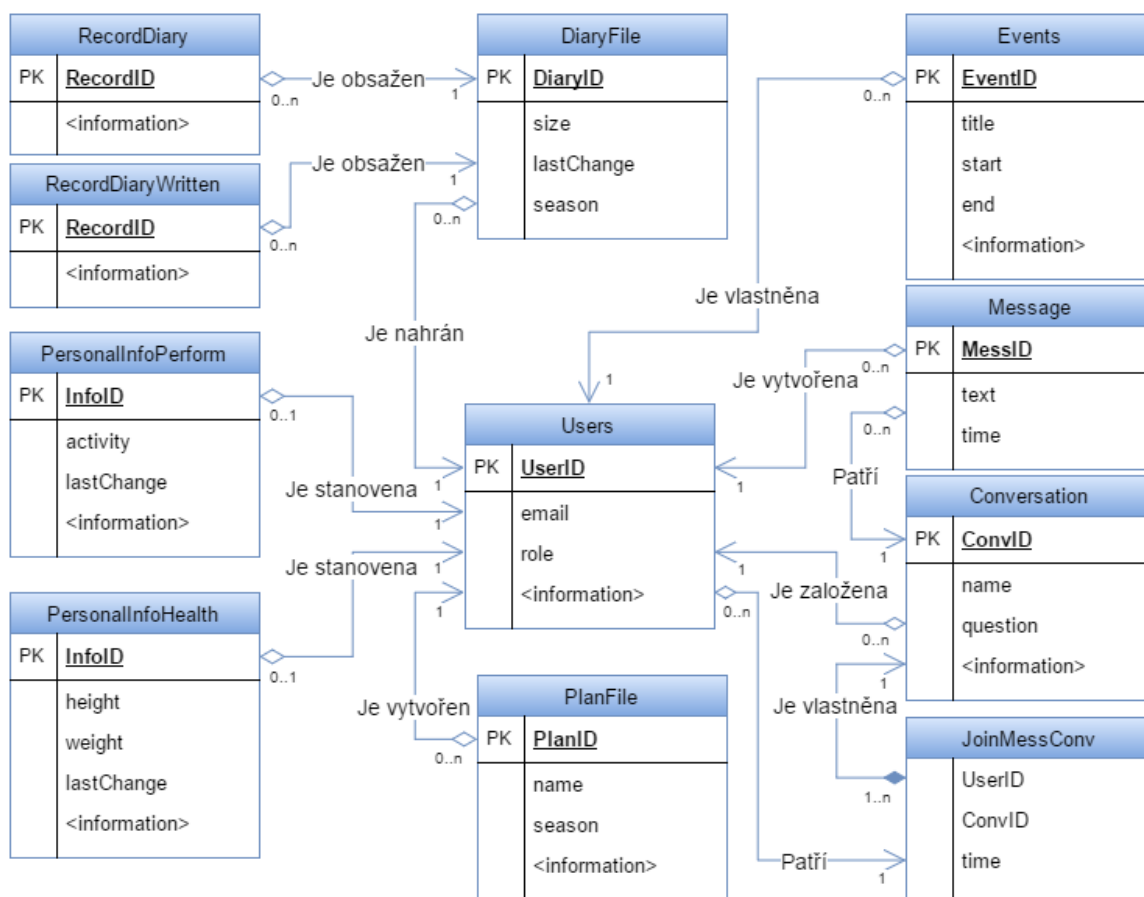 RecordDiary
PK RecordID
<information>
Je obsažen
0..n
1
DiaryFile
PK DiaryID
size
lastChange
season
0..n
Events
PK EventID
title
start
end
<information>
0..n
Je vlastněna
1
RecordDiaryWritten
PK RecordID
<information>
Je obsažen
0..n
1
Je nahrán
1
PersonalInfoPerform
PK InfoID
activity
lastChange
<information>
0..1
Je stanovena
1
Users
PK UserID
email
role
<information>
0..n
Message
PK MessID
text
time
0..n
Je vytvořena
1
0..n
Patří
1
PersonalInfoHealth
PK InfoID
height
weight
lastChange
<information>
0..1
Je stanovena
1
Conversation
PK ConvID
name
question
<information>
1
Je založena
0..n
1
Je vytvořen
0..n
PlanFile
PK PlanID
name
season
<information>
1
Je vlastněna
1..n
JoinMessConv
UserID
ConvID
time
Patří
1